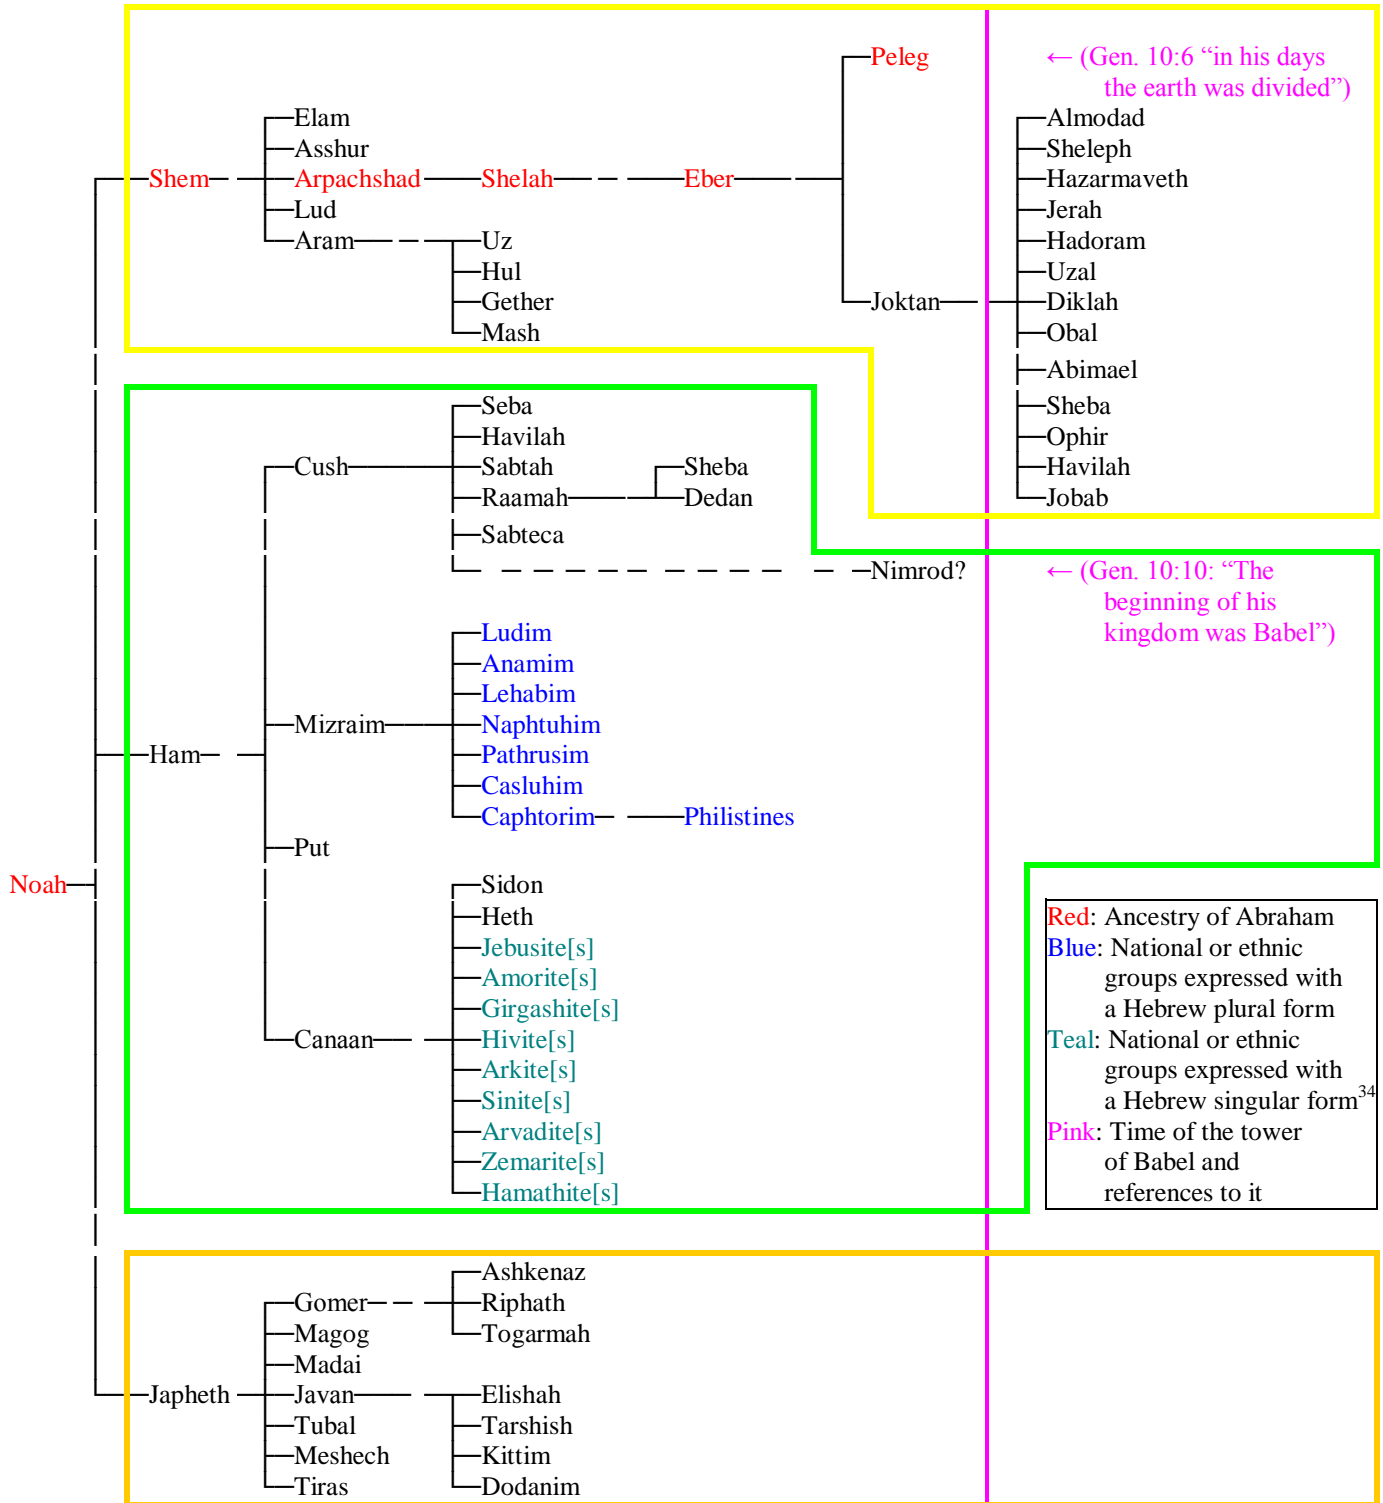 Peleg
← (Gen. 10:6 “in his days
the earth was divided”)
Elam
Almodad
Asshur
Sheleph
Shem
Arpachshad
Shelah
Eber
Hazarmaveth
Lud
Jerah
Aram
Uz
Hadoram
Hul
Uzal
Gether
Joktan
Diklah
Mash
Obal
Abimael
Seba
Sheba
Havilah
Ophir
Cush
Sabtah
Sheba
Havilah
Raamah
Dedan
Jobab
Sabteca
Nimrod?
← (Gen. 10:10: “The
beginning of his
kingdom was Babel”)
Ludim
Anamim
Lehabim
Mizraim
Naphtuhim
Ham
Pathrusim
Casluhim
Caphtorim
Philistines
Put
Noah
Sidon
Heth
Jebusite[s]
Amorite[s]
Girgashite[s]
Canaan
Hivite[s]
Arkite[s]
Sinite[s]
Arvadite[s]
Zemarite[s]
Hamathite[s]
Red: Ancestry of Abraham
Blue: National or ethnic
groups expressed with
a Hebrew plural form
Teal: National or ethnic
groups expressed with
a Hebrew singular form34
Pink: Time of the tower
of Babel and
references to it
Ashkenaz
Gomer
Riphath
Magog
Togarmah
Madai
Japheth
Javan
Elishah
Tubal
Tarshish
Meshech
Kittim
Tiras
Dodanim